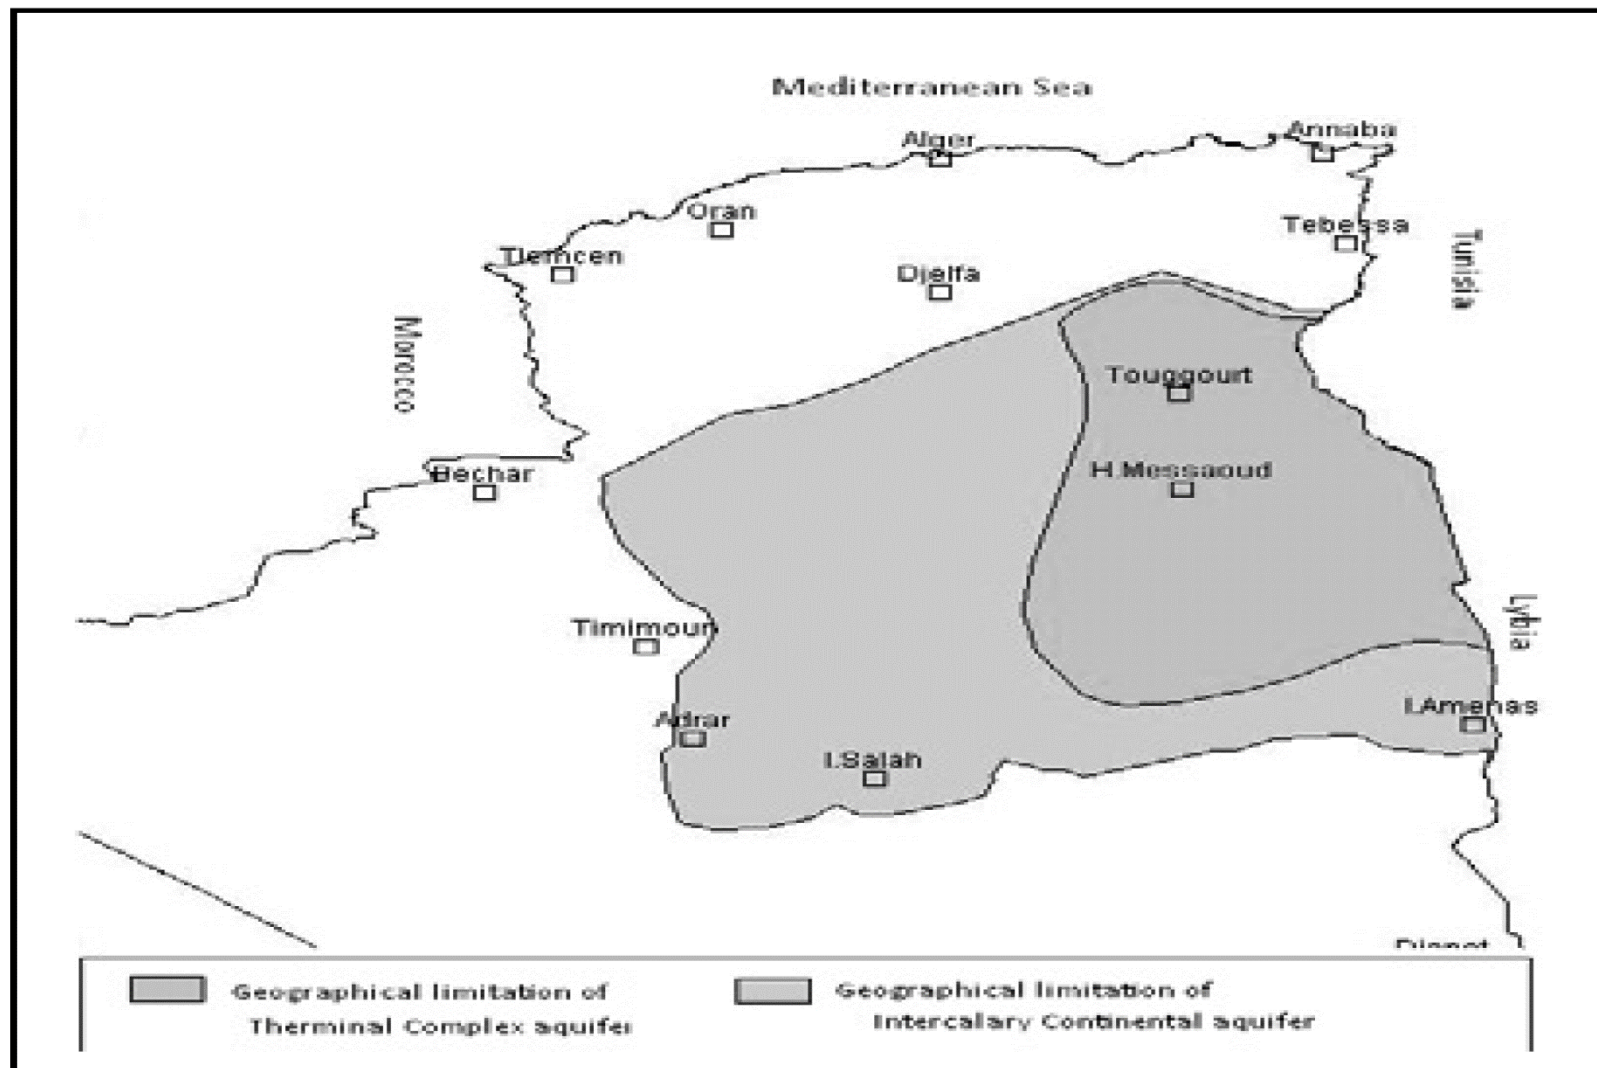 Mediterranean Sea
Alger
Annaba
Oran
Tebessa
Tlemcen
Djelfa
Tunisia
Morocco
Touggourt
H.Messaoud
Bechar
Lybia
Timimoun
I.Amenas
Adrar
I.Salah
Geographical limitation of
Therminal Complex aquifer
Geographical limitation of
Intercalary Continental aquifer